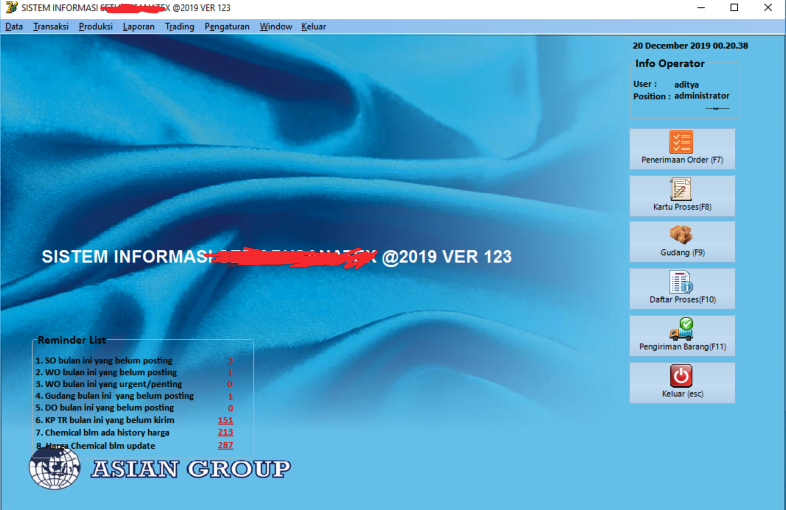 SISTEM INFORMASI @2019 VER 123
Data Transaksi Produksi Laporan Trading Pengaturan Window Keluar
20 December 2019 00.20.38
Info Operator
User : aditya
Position : administrator
Penerimaan Order (F7)
Kartu Proses(F8)
Gudang (F9)
SISTEM INFORMASI @2019 VER 123
Daftar Proses(F10)
Pengiriman Barang(F11)
Keluar (esc)
Reminder List
1. SO bulan ini yang belum posting 2
2. WO bulan ini yang belum posting 1
3. WO bulan ini yang urgent/penting 0
4. Gudang bulan ini yang belum posting 1
5. DO bulan ini yang belum posting 0
6. KP TR bulan ini yang belum kirim 151
7. Chemical blm ada history harga 213
8. Harga Chemical blm update 287
ASIAN GROUP